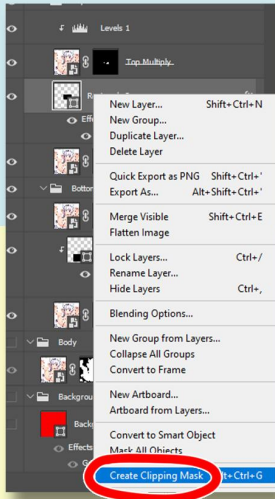 Levels 1
Top Multiply
New Layer... Shift+Ctrl+N
New Group...
Duplicate Layer...
Delete Layer
Quick Export as PNG Shift+Ctrl+'
Export As... Alt+Shift+Ctrl+'
Merge Visible Shift+Ctrl+E
Flatten Image
Lock Layers... Ctrl+/
Rename Layer...
Hide Layers Ctrl+,
Blending Options...
New Group from Layers...
Collapse All Groups
Convert to Frame
New Artboard...
Artboard from Layers...
Convert to Smart Object
Mask All Objects
Create Clipping Mask Ctrl+G
Body
Effects